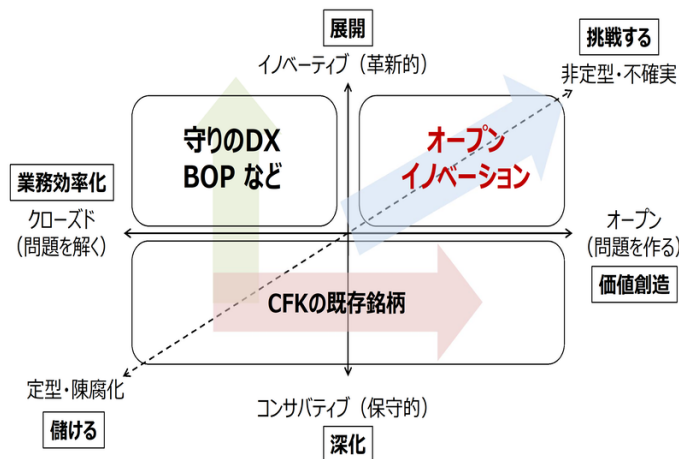 展開
イノベーティブ（革新的）
挑戦する
非定型・不確実
守りのDX
BOP など
オープン
イノベーション
業務効率化
クローズド
（問題を解く）
オープン
（問題を作る）
価値創造
CFKの既存銘柄
定型・陳腐化
儲ける
コンサバティブ（保守的）
深化